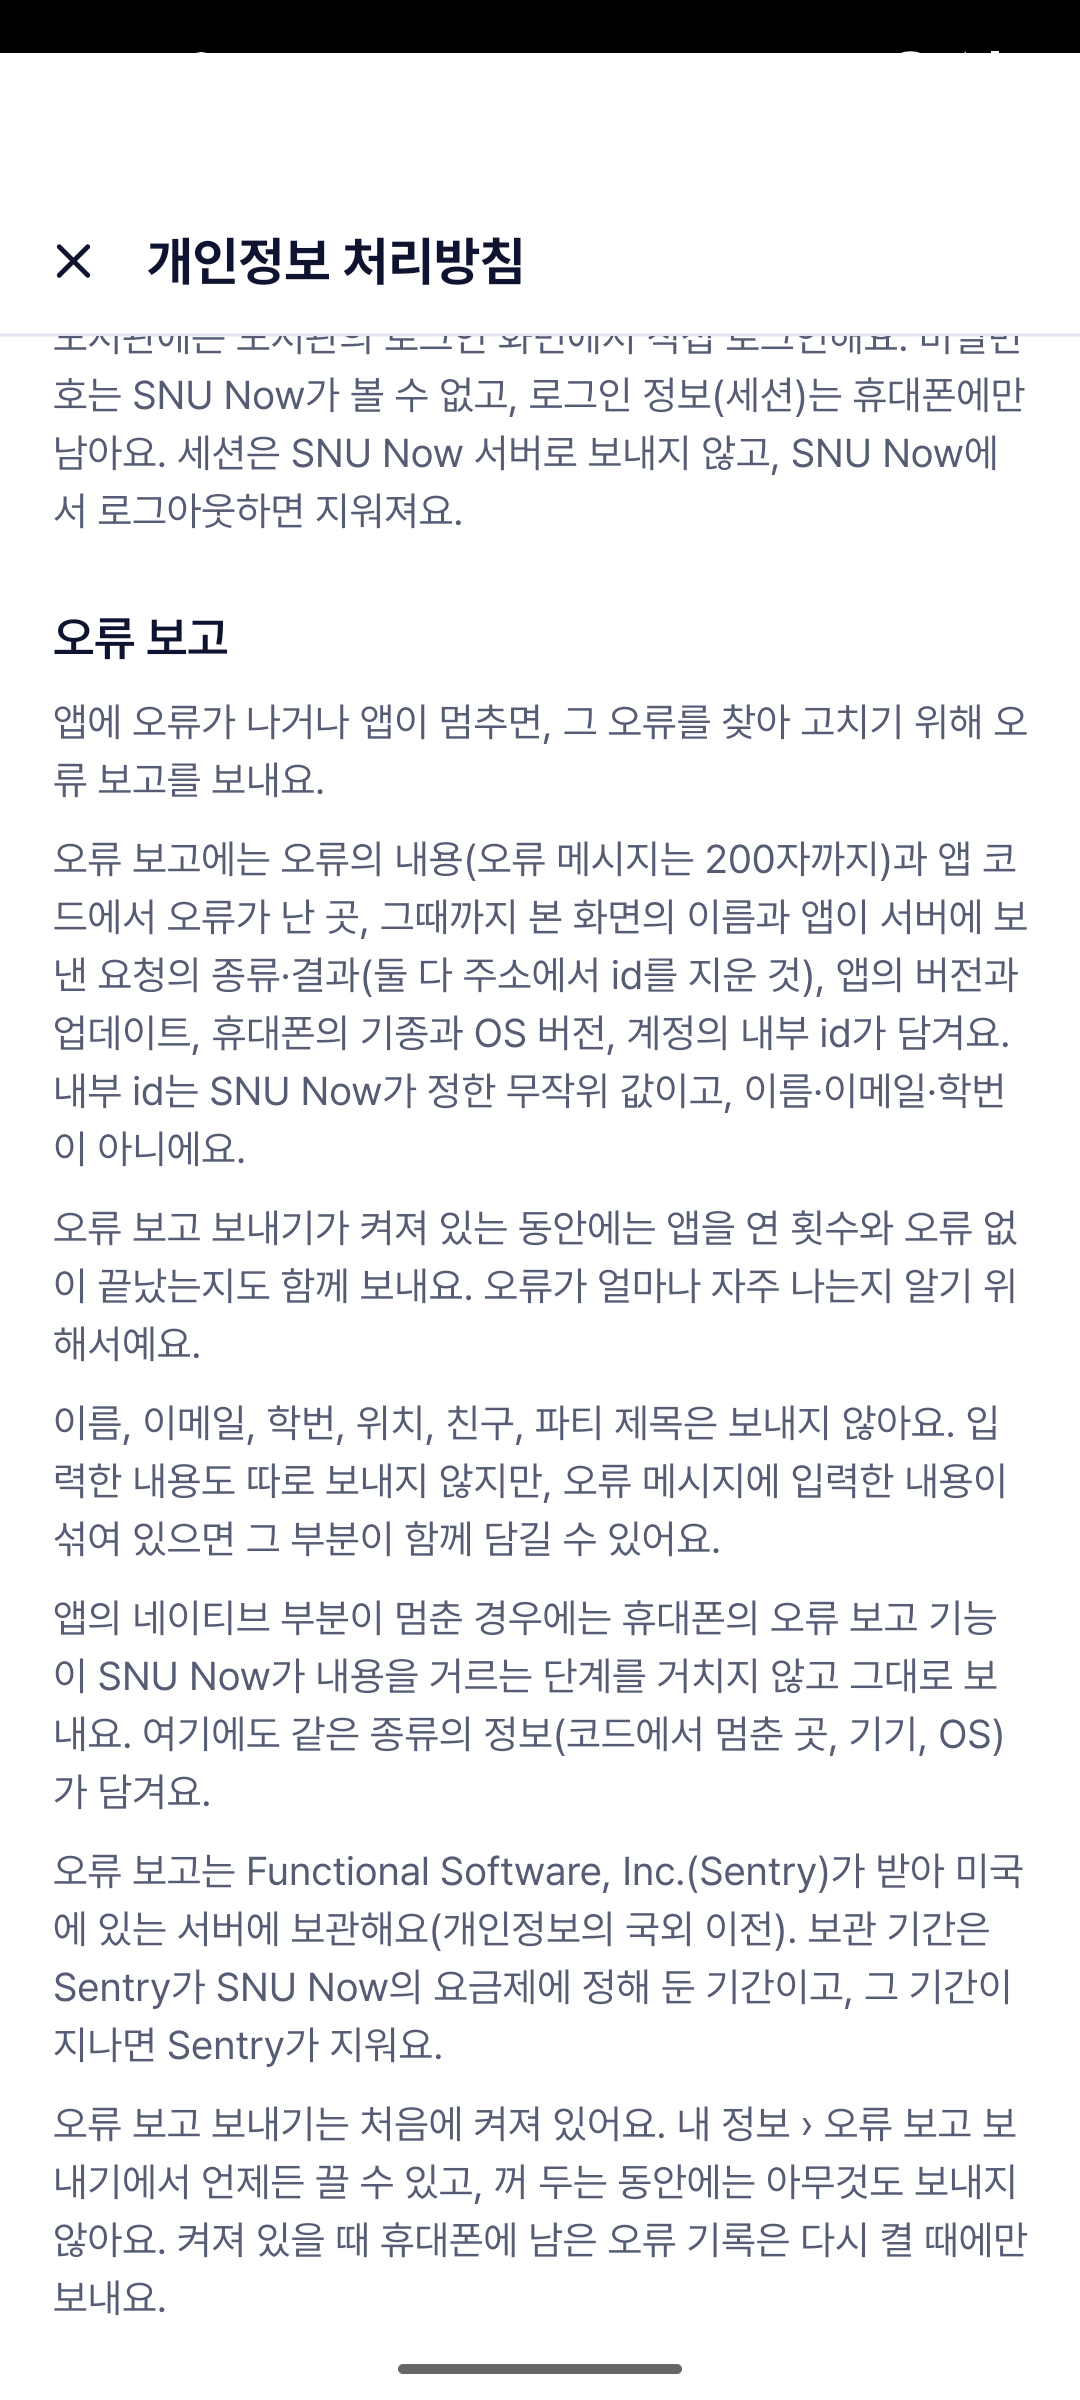 개인정보 처리방침
도서관에는 도서관의 로그인 화면에서 직접 로그인해요. 비밀번
호는 SNU Now가 볼 수 없고, 로그인 정보(세션)는 휴대폰에만
남아요. 세션은 SNU Now 서버로 보내지 않고, SNU Now에
서 로그아웃하면 지워져요.
오류 보고
앱에 오류가 나거나 앱이 멈추면, 그 오류를 찾아 고치기 위해 오
류 보고를 보내요.
오류 보고에는 오류의 내용(오류 메시지는 200자까지)과 앱 코
드에서 오류가 난 곳, 그때까지 본 화면의 이름과 앱이 서버에 보
낸 요청의 종류·결과(둘 다 주소에서 id를 지운 것), 앱의 버전과
업데이트, 휴대폰의 기종과 OS 버전, 계정의 내부 id가 담겨요.
내부 id는 SNU Now가 정한 무작위 값이고, 이름·이메일·학번
이 아니에요.
오류 보고 보내기가 켜져 있는 동안에는 앱을 연 횟수와 오류 없
이 끝났는지도 함께 보내요. 오류가 얼마나 자주 나는지 알기 위
해서예요.
이름, 이메일, 학번, 위치, 친구, 파티 제목은 보내지 않아요. 입
력한 내용도 따로 보내지 않지만, 오류 메시지에 입력한 내용이
섞여 있으면 그 부분이 함께 담길 수 있어요.
앱의 네이티브 부분이 멈춘 경우에는 휴대폰의 오류 보고 기능
이 SNU Now가 내용을 거르는 단계를 거치지 않고 그대로 보
내요. 여기에도 같은 종류의 정보(코드에서 멈춘 곳, 기기, OS)
가 담겨요.
오류 보고는 Functional Software, Inc.(Sentry)가 받아 미국
에 있는 서버에 보관해요(개인정보의 국외 이전). 보관 기간은
Sentry가 SNU Now의 요금제에 정해 둔 기간이고, 그 기간이
지나면 Sentry가 지워요.
오류 보고 보내기는 처음에 켜져 있어요. 내 정보 › 오류 보고 보
내기에서 언제든 끌 수 있고, 꺼 두는 동안에는 아무것도 보내지
않아요. 켜져 있을 때 휴대폰에 남은 오류 기록은 다시 켤 때에만
보내요.